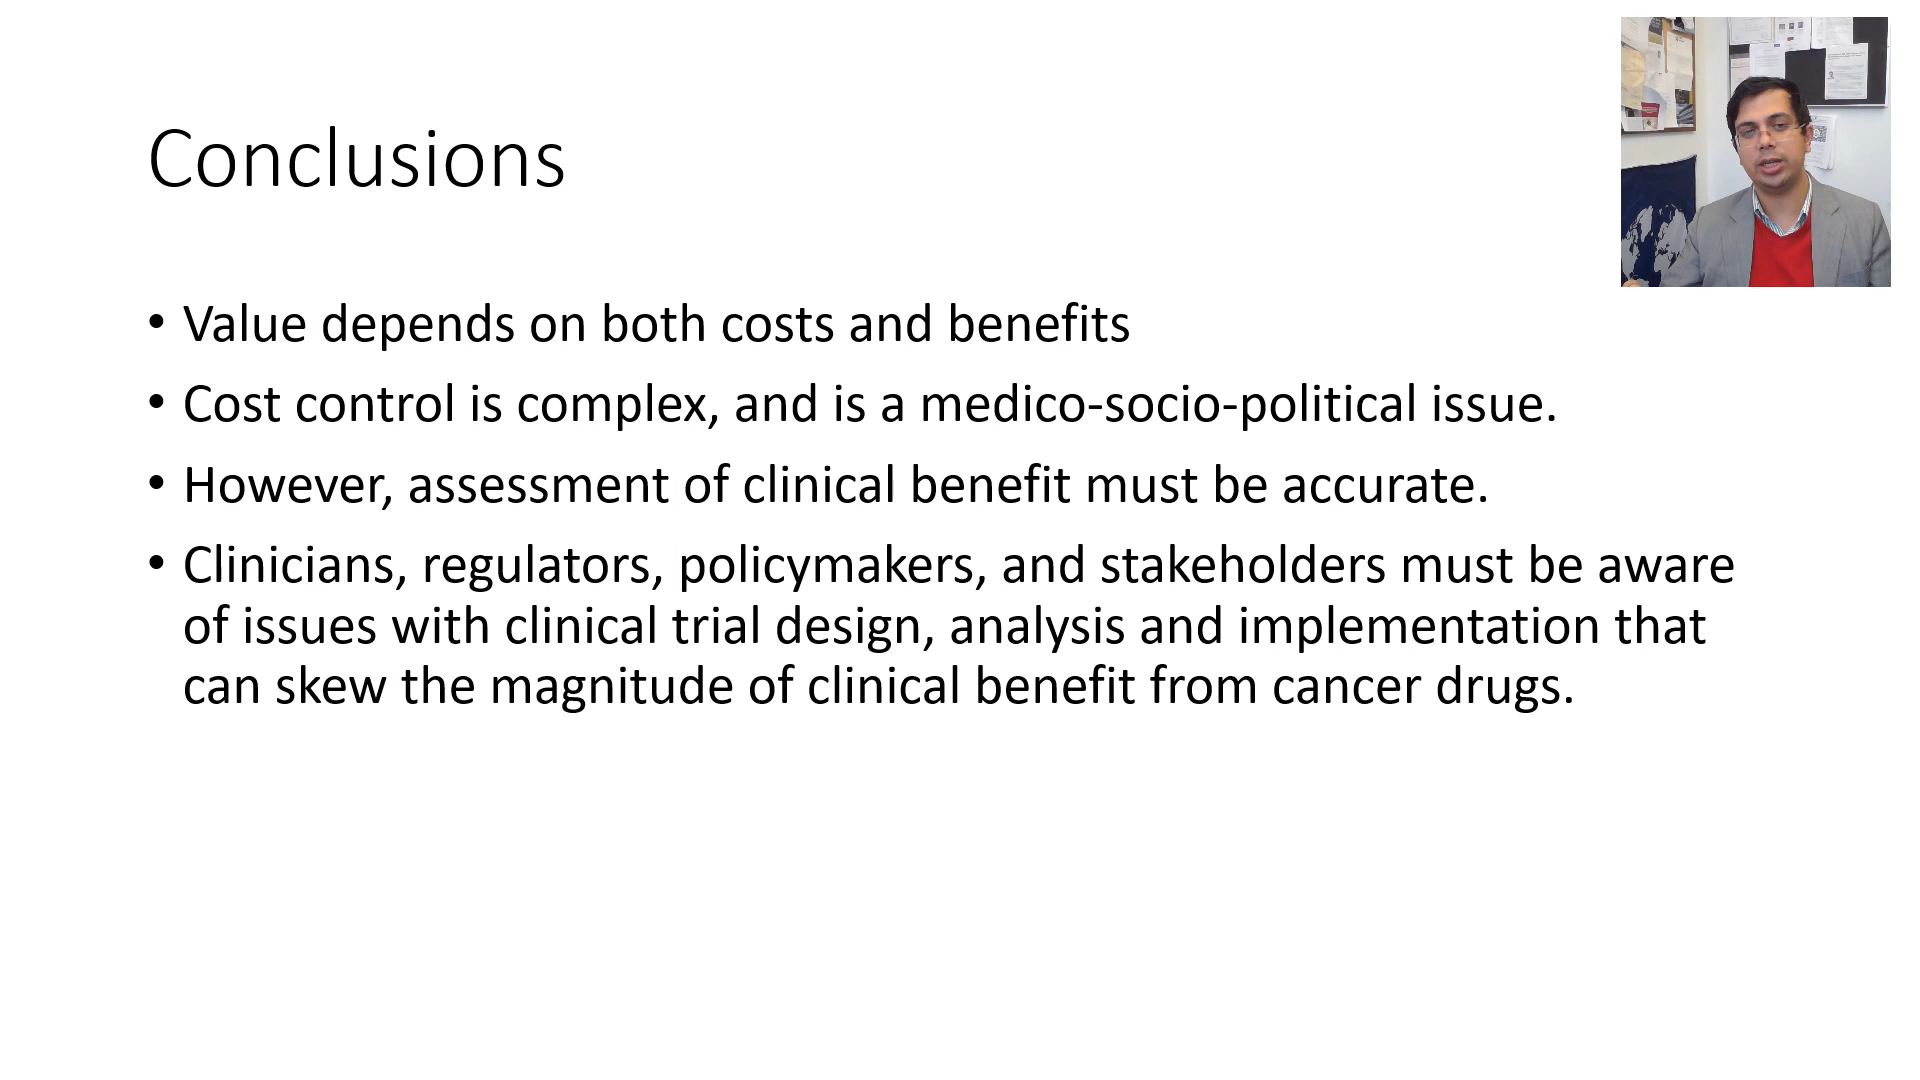 Conclusions
• Value depends on both costs and benefits
• Cost control is complex, and is a medico-socio-political issue.
• However, assessment of clinical benefit must be accurate.
• Clinicians, regulators, policymakers, and stakeholders must be aware
of issues with clinical trial design, analysis and implementation that
can skew the magnitude of clinical benefit from cancer drugs.